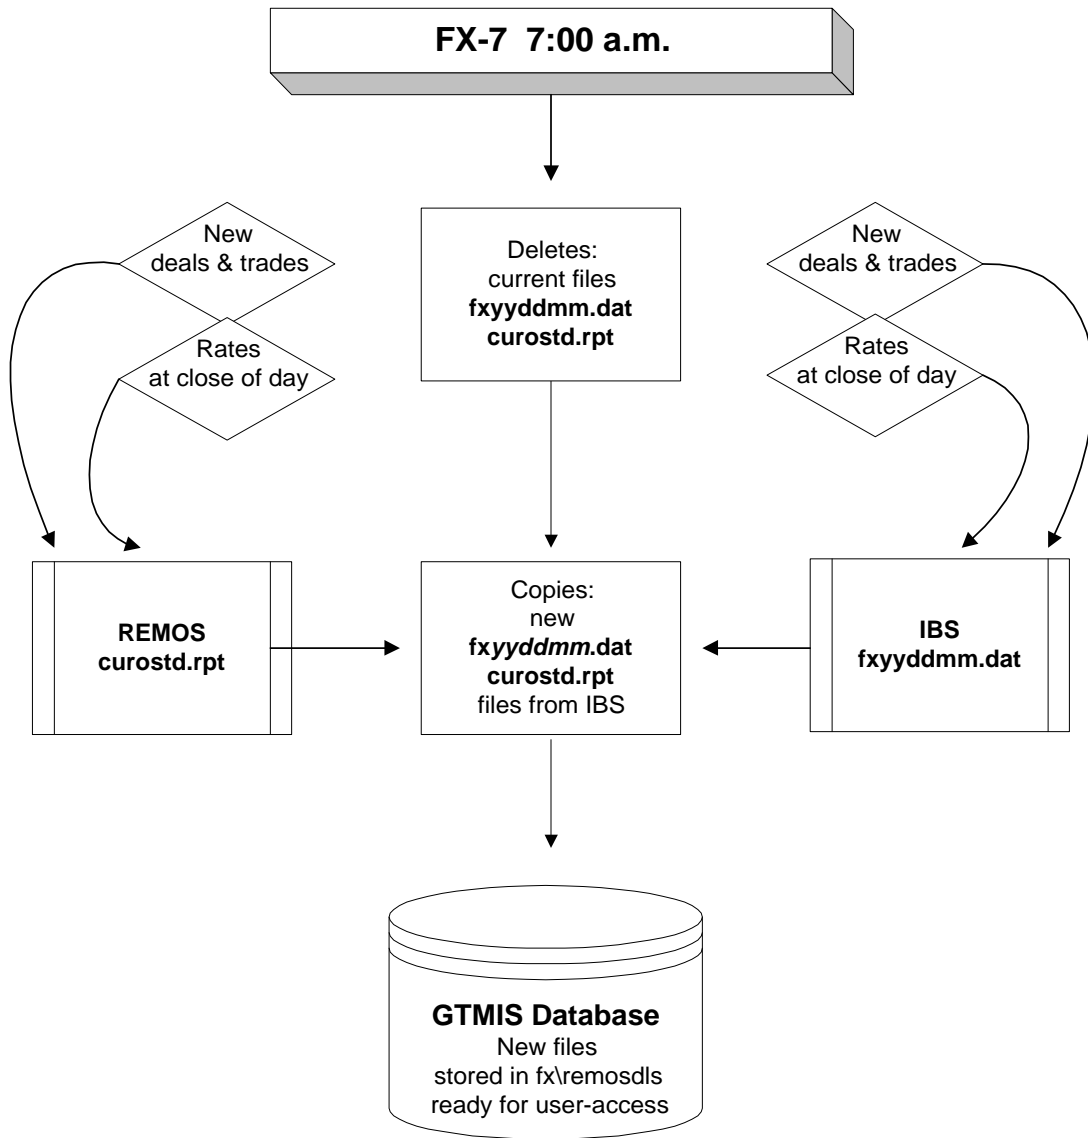 FX-7 7:00 a.m.
New
deals & trades
Rates
at close of day
Deletes:
current files
fxyyddmm.dat
curostd.rpt
New
deals & trades
Rates
at close of day
REMOS
curostd.rpt
Copies:
new
fxyyddmm.dat
curostd.rpt
files from IBS
IBS
fxyyddmm.dat
GTMIS Database
New files
stored in fx\remosdls
ready for user-access